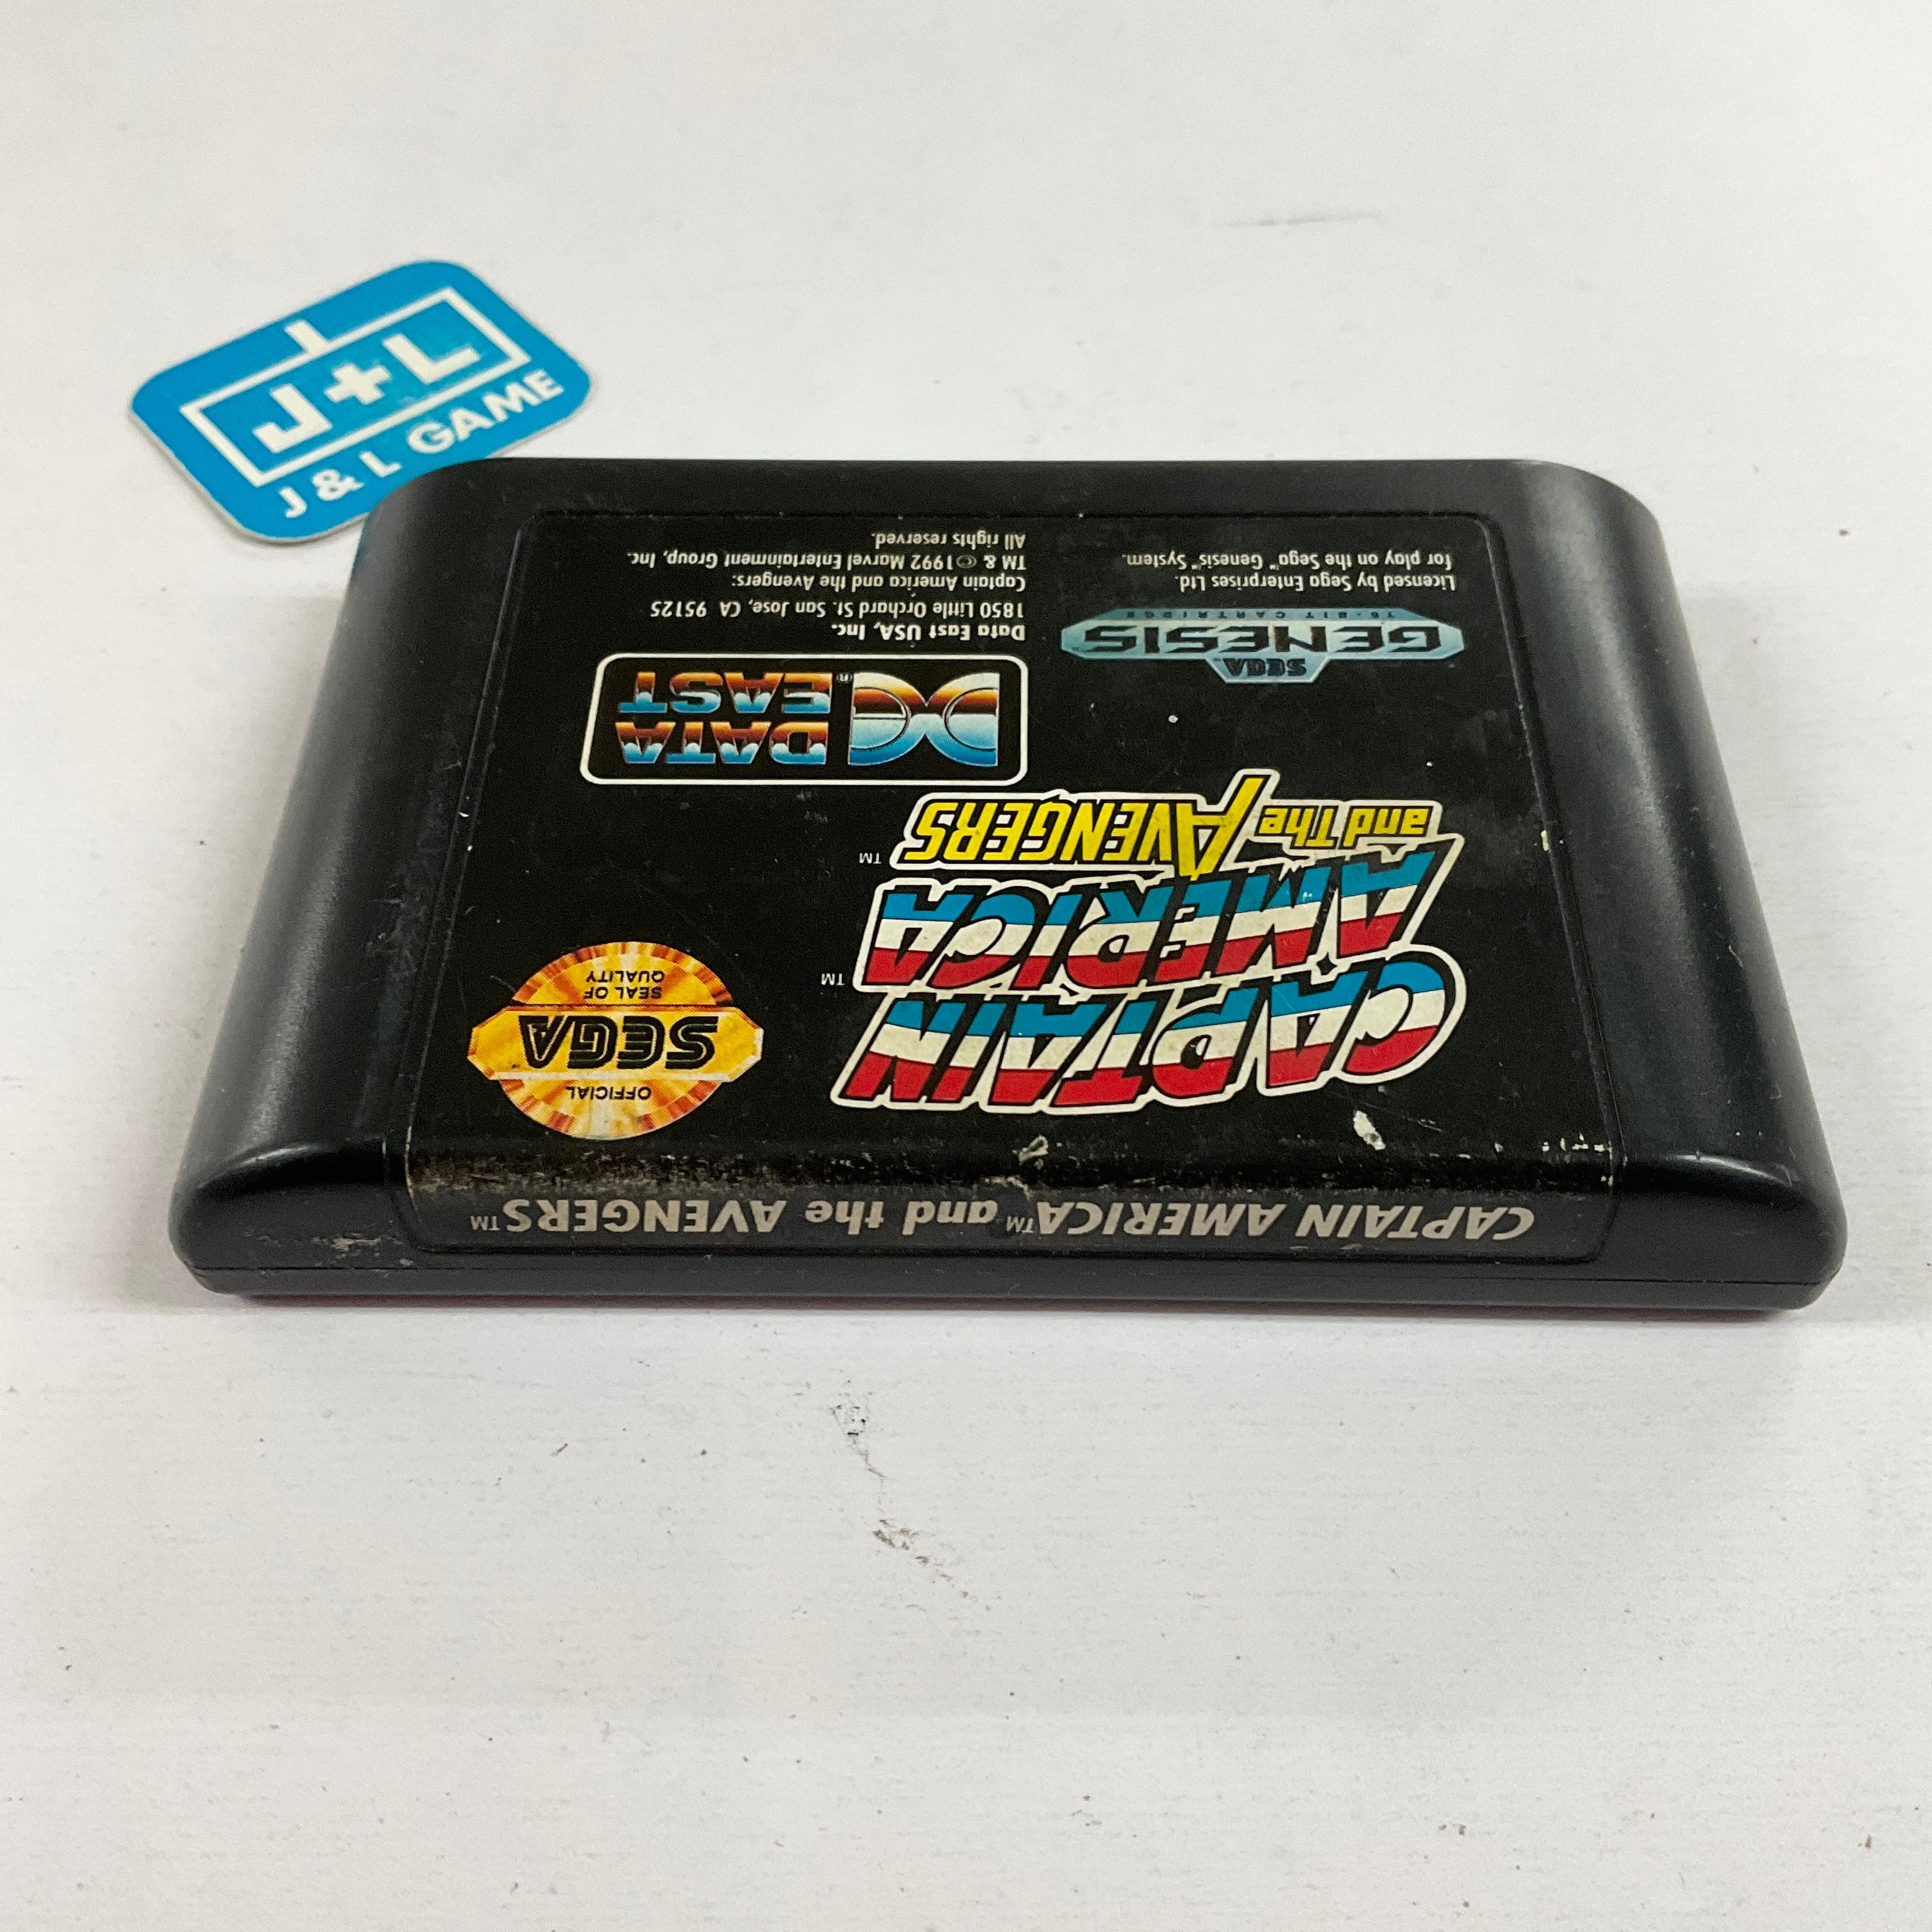 J+L
J & L GAME
CAPTAIN AMERICA™ and the AVENGERS™
CAPTAIN
AMERICA™
and The AVENGERS™
OFFICIAL
SEGA
SEAL OF
QUALITY
SEGA
GENESIS
16-BIT CARTRIDGE
Licensed by Sega Enterprises Ltd.
for play on the Sega™ Genesis™ System.
DATA
EAST®
Data East USA, Inc.
1850 Little Orchard St. San Jose, CA 95125
Captain America and the Avengers:
TM & © 1992 Marvel Entertainment Group, Inc.
All rights reserved.